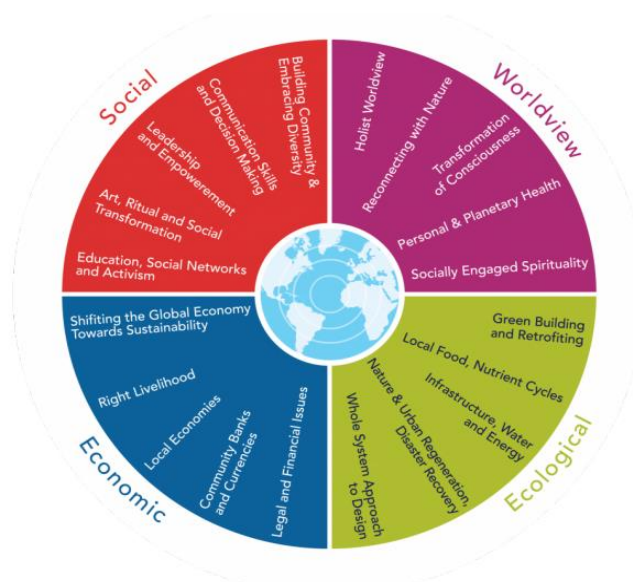 Social
Building Community &
Embracing Diversity
Communication Skills
and Decision Making
Leadership
and Empowerement
Art, Ritual and Social
Transformation
Education, Social Networks
and Activism
Worldview
Holist Worldview
Reconnecting with Nature
Transformation
of Consciousness
Personal & Planetary Health
Socially Engaged Spirituality
Economic
Shifiting the Global Economy
Towards Sustainability
Right Livelihood
Local Economies
Community Banks
and Currencies
Legal and Financial Issues
Ecological
Green Building
and Retrofiting
Local Food, Nutrient Cycles
Infrastructure, Water
and Energy
Nature & Urban Regeneration,
Disaster Recovery
Whole System Approach
to Design